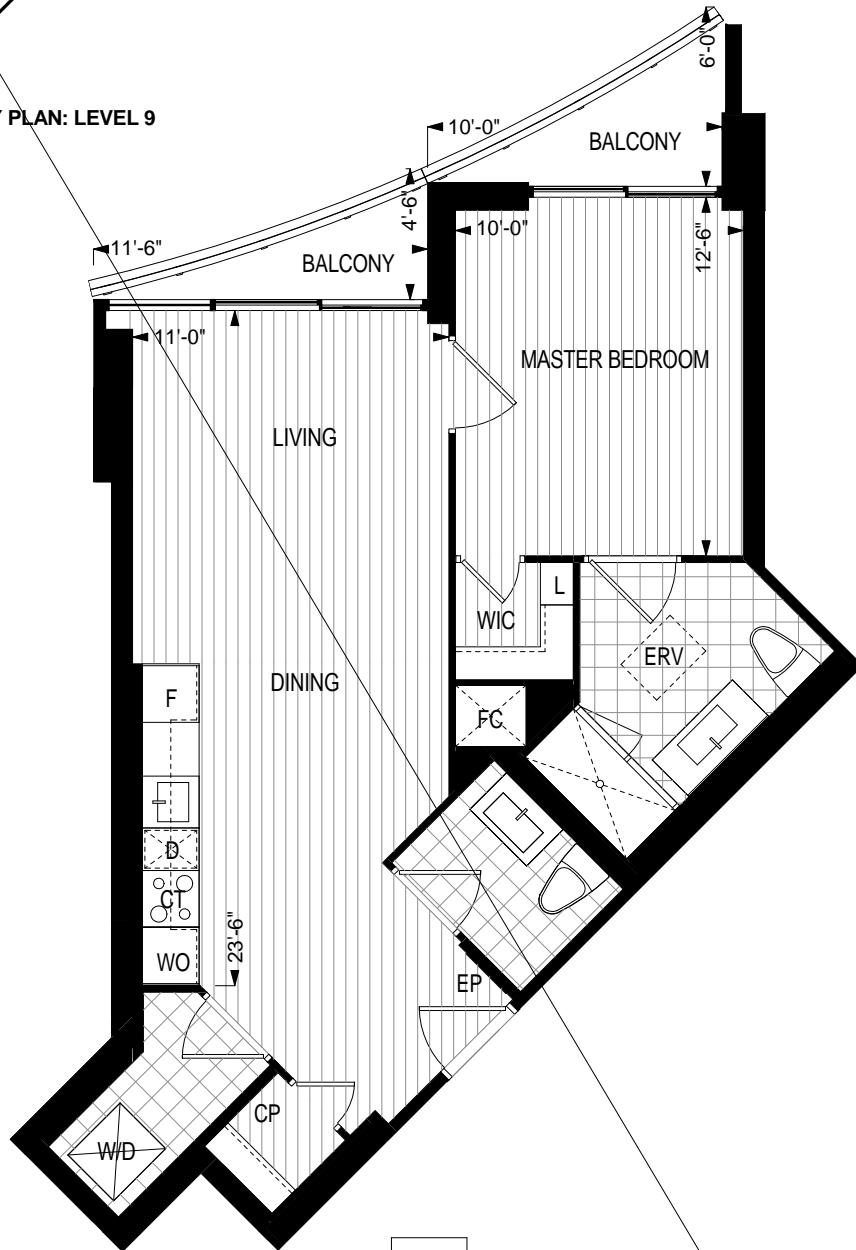 6'-0"
PLAN: LEVEL 9
10'-0"
BALCONY
4'-6"
11'-6"
BALCONY
10'-0"
12'-6"
11'-0"
MASTER BEDROOM
LIVING
L
WIC
ERV
DINING
F
FC
D
CT
23'-6"
WO
EP
CP
W/D